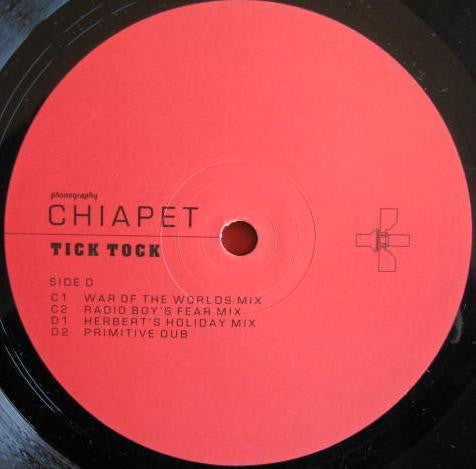 phonography
CHIAPET
TICK TOCK
SIDE D
C1 WAR OF THE WORLDS MIX
C2 RADIO BOY'S FEAR MIX
D1 HERBERT'S HOLIDAY MIX
D2 PRIMITIVE DUB